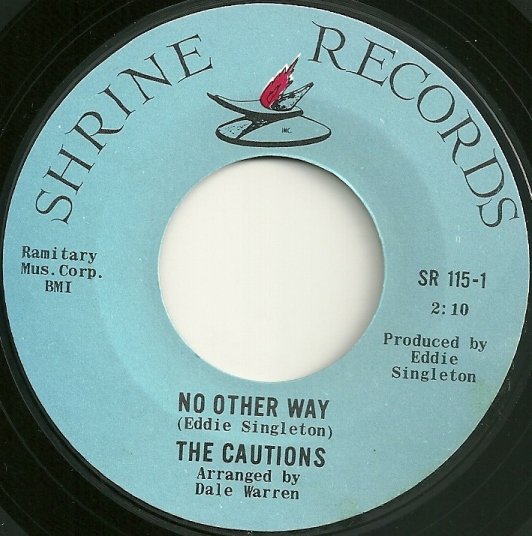 SHRINE RECORDS
INC.
Ramitary
Mus. Corp.
BMI
SR 115-1
2:10
Produced by
Eddie
Singleton
NO OTHER WAY
(Eddie Singleton)
THE CAUTIONS
Arranged by
Dale Warren